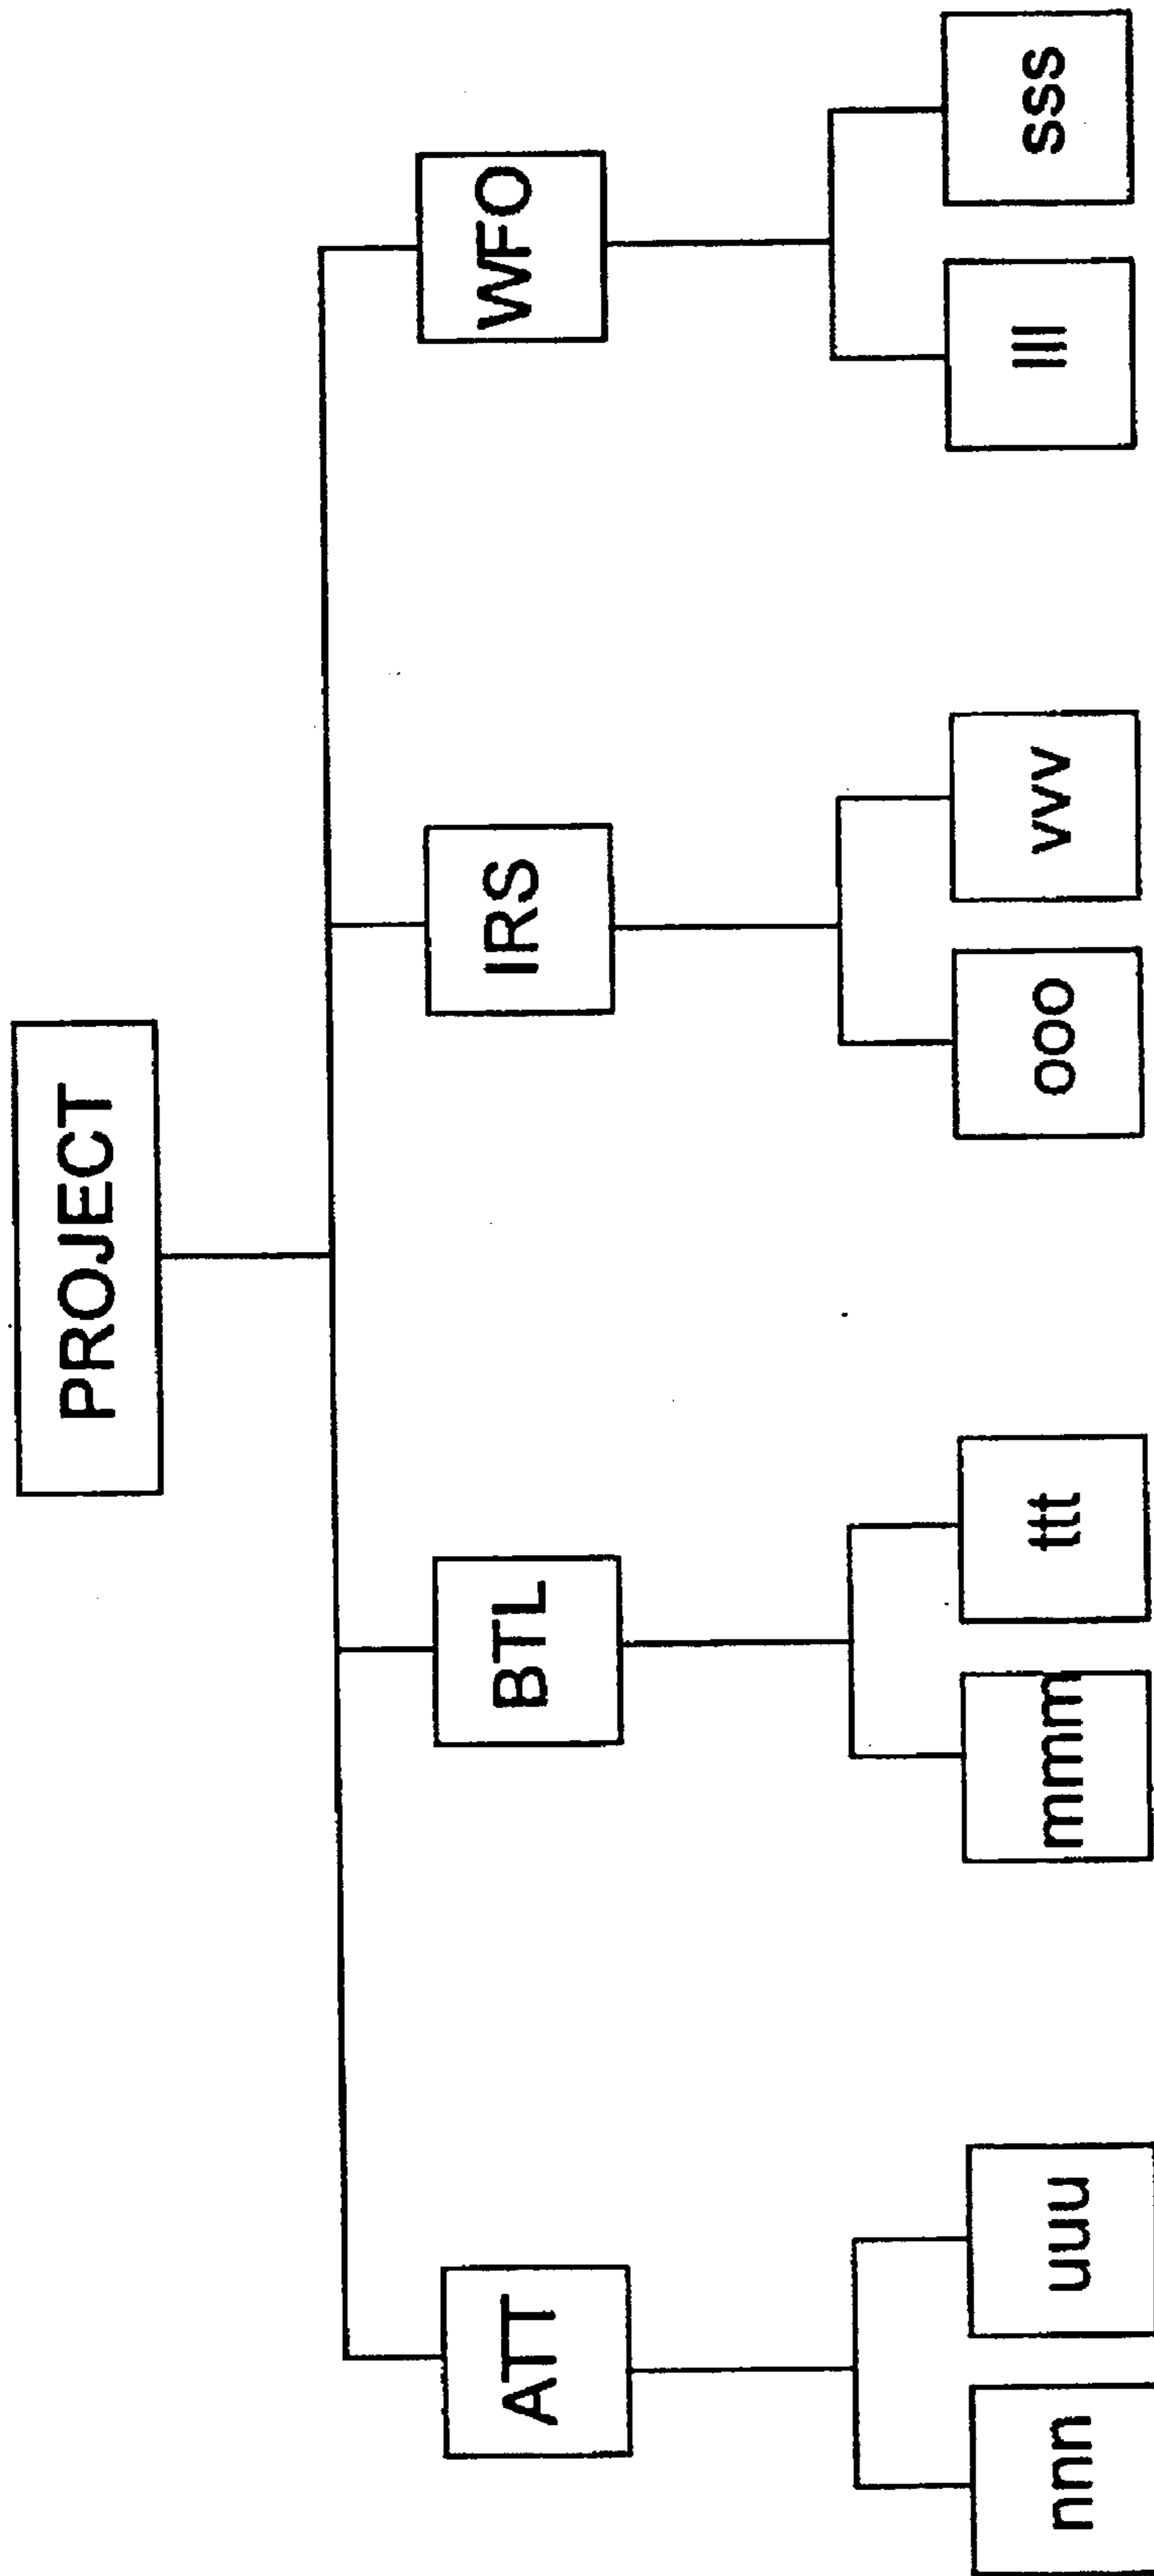 PROJECT
ATT
BTL
IRS
WFO
nnn
uuu
mmm
ttt
ooo
vvv
lll
sss